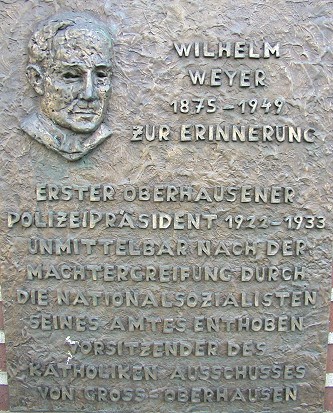 WILHELM
WEYER
1875-1949
ZUR ERINNERUNG
ERSTER OBERHAUSENER
POLIZEIPRÄSIDENT 1922-1933
UNMITTELBAR NACH DER
MACHTERGREIFUNG DURCH
DIE NATIONALSOZIALISTEN
SEINES AMTES ENTHOBEN
VORSITZENDER DES
KATHOLIKEN AUSSCHUSSES
VON GROSS-OBERHAUSEN